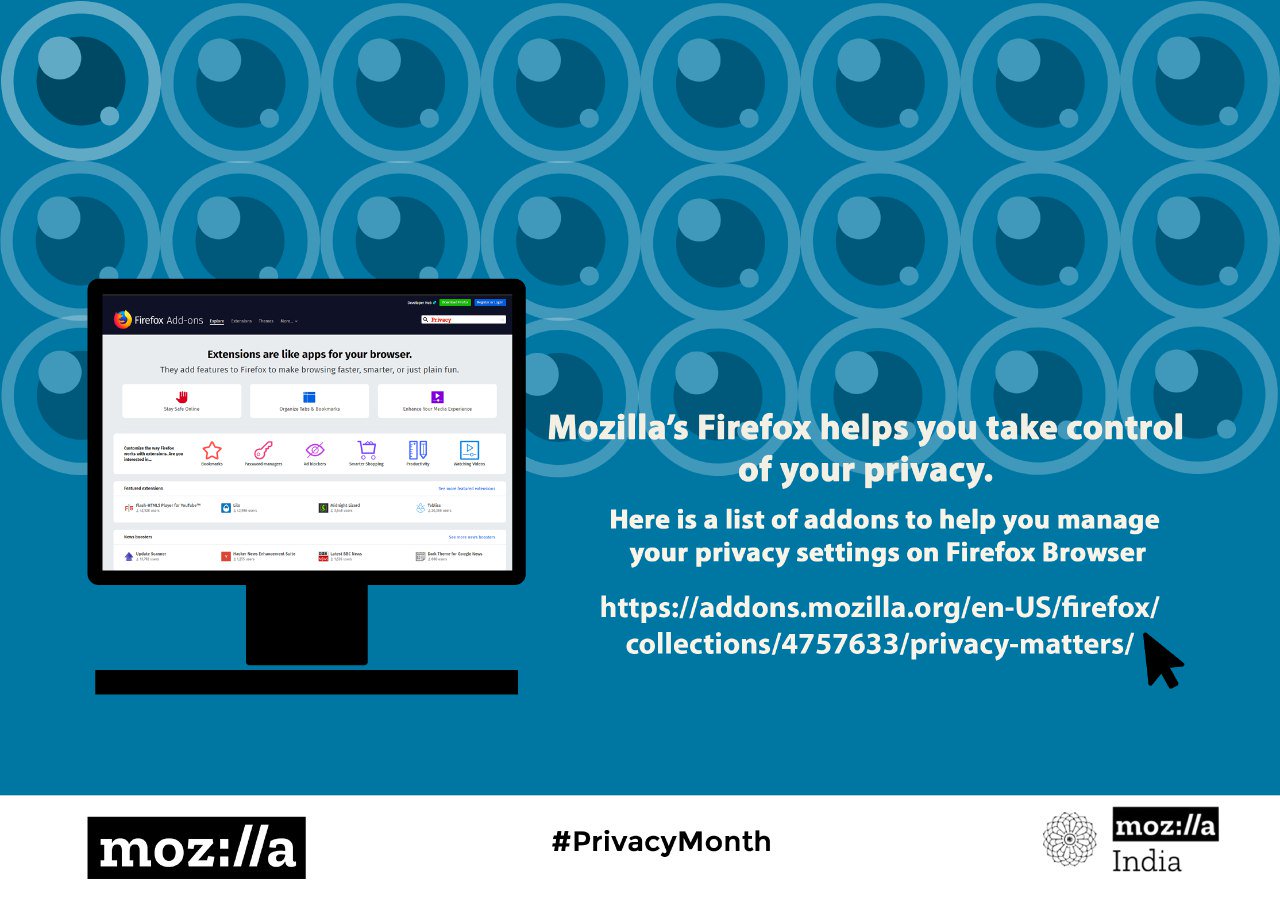 Developer Hub
Download Firefox
Register or Log in
Firefox Add-ons
Explore
Extensions
Themes
More...
Privacy
Extensions are like apps for your browser.
They add features to Firefox to make browsing faster, smarter, or just plain fun.
Stay Safe Online
Organize Tabs & Bookmarks
Enhance Your Media Experience
Customize the way Firefox
works with extensions. Are you
interested in...
Bookmarks
Password managers
Ad blockers
Smarter Shopping
Productivity
Watching Videos
Featured extensions
See more featured extensions
Flash-HTML5 Player for YouTube™
Midnight Lizard
Tabliss
News boosters
See more news boosters
Update Scanner
Hacker News Enhancement Suite
Latest BBC News
Dark Theme for Google News
Mozilla's Firefox helps you take control
of your privacy.
Here is a list of addons to help you manage
your privacy settings on Firefox Browser
https://addons.mozilla.org/en-US/firefox/
collections/4757633/privacy-matters/
moz://a
#PrivacyMonth
moz://a
India